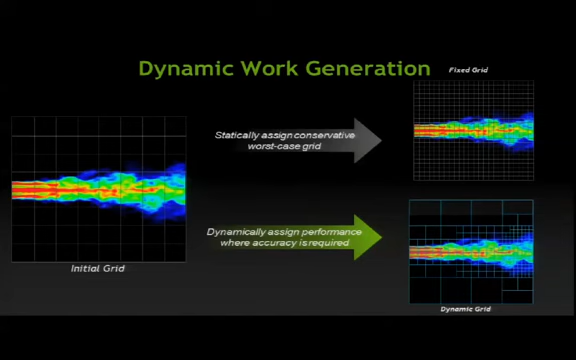 Dynamic Work Generation
Fixed Grid
Statically assign conservative
worst-case grid
Dynamically assign performance
where accuracy is required
Initial Grid
Dynamic Grid